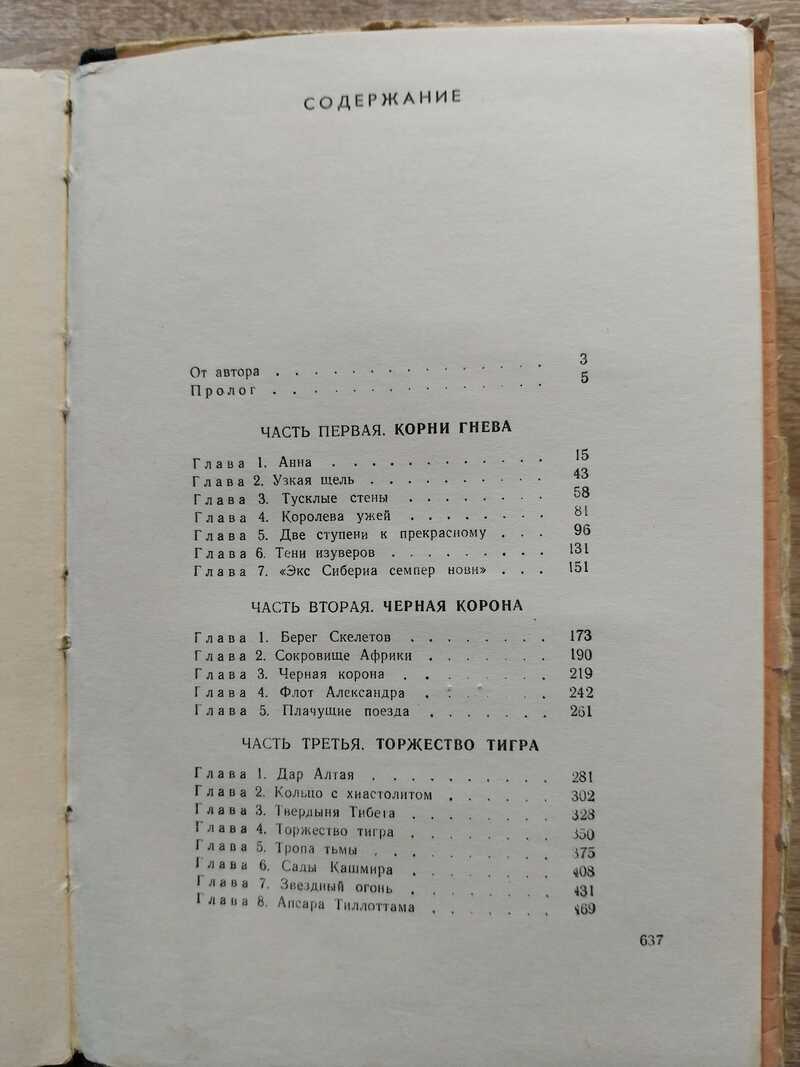 СОДЕРЖАНИЕ
От автора . . . . . . . . . . . . . . 3
Пролог . . . . . . . . . . . . . . 5
ЧАСТЬ ПЕРВАЯ. КОРНИ ГНЕВА
Глава 1. Анна . . . . . . . . . . . . 15
Глава 2. Узкая щель . . . . . . . . . . 43
Глава 3. Тусклые стены . . . . . . . . 58
Глава 4. Королева ужей . . . . . . . . 81
Глава 5. Две ступени к прекрасному . . . 96
Глава 6. Тени изуверов . . . . . . . . . 131
Глава 7. «Экс Сибериа семпер нови» . . . 151
ЧАСТЬ ВТОРАЯ. ЧЕРНАЯ КОРОНА
Глава 1. Берег Скелетов . . . . . . . . 173
Глава 2. Сокровище Африки . . . . . . . 190
Глава 3. Черная корона . . . . . . . . 219
Глава 4. Флот Александра . . . . . . . 242
Глава 5. Плачущие поезда . . . . . . . 261
ЧАСТЬ ТРЕТЬЯ. ТОРЖЕСТВО ТИГРА
Глава 1. Дар Алтая . . . . . . . . . . 281
Глава 2. Кольцо с хиастолитом . . . . . . 302
Глава 3. Твердыня Тибета . . . . . . . . 328
Глава 4. Торжество тигра . . . . . . . . 350
Глава 5. Тропа тьмы . . . . . . . . . 375
Глава 6. Сады Кашмира . . . . . . . . 408
Глава 7. Звездный огонь . . . . . . . . 431
Глава 8. Апсара Тиллоттама . . . . . . . 469
637